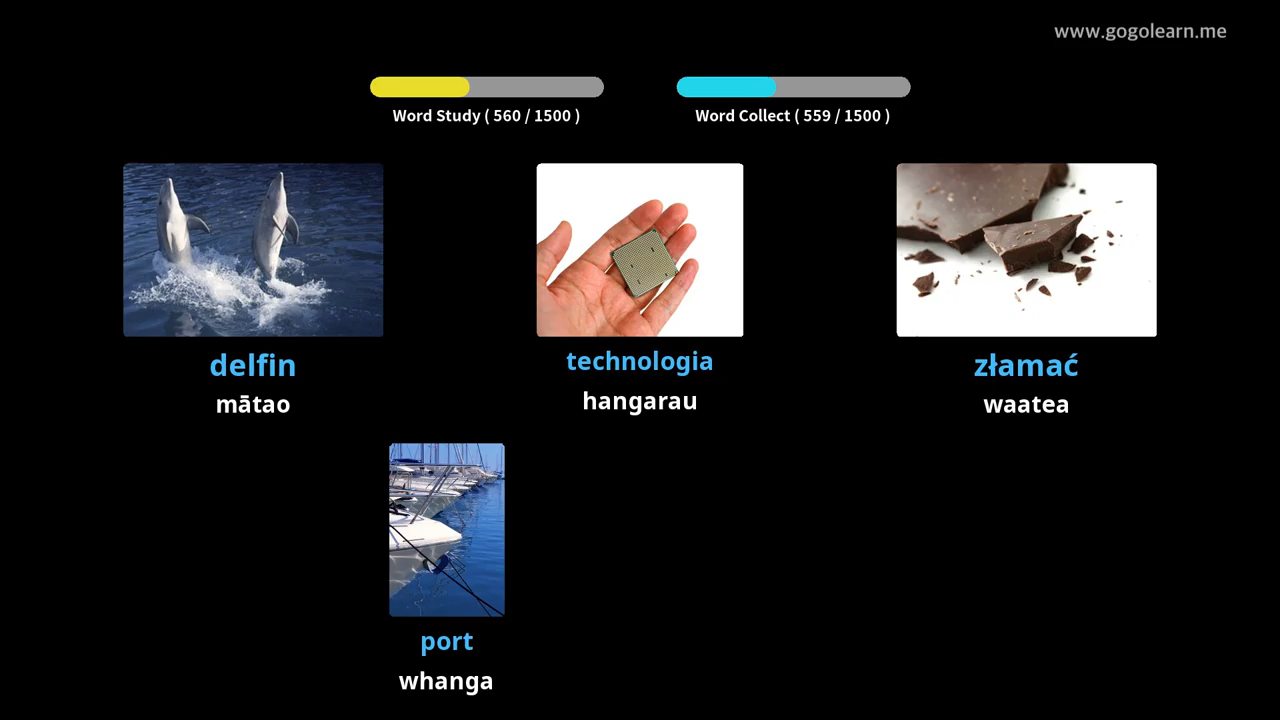 www.gogolearn.me
Word Study ( 560 / 1500 )
Word Collect ( 559 / 1500 )
delfin
mātao
technologia
hangarau
złamać
waatea
port
whanga